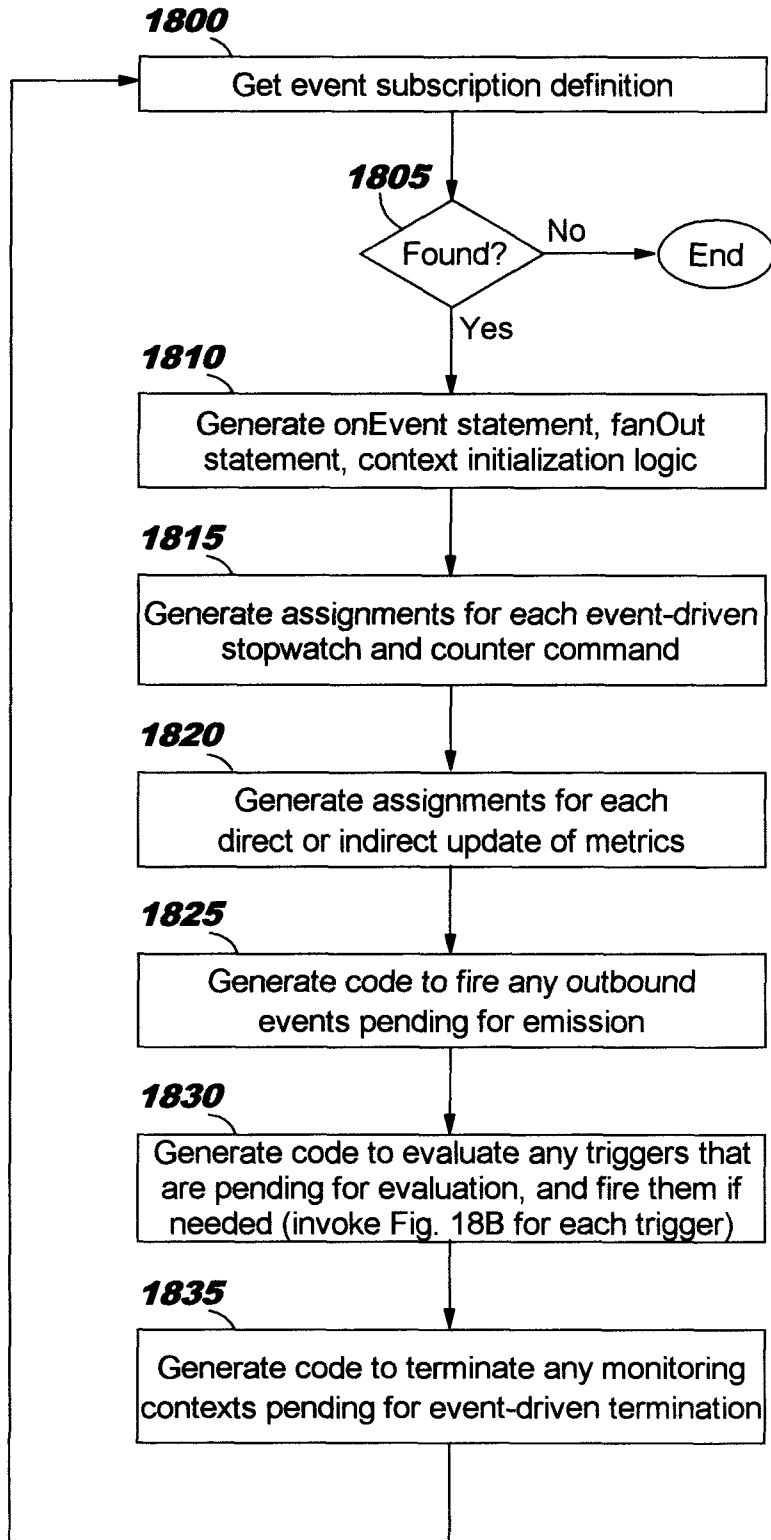 1800
Get event subscription definition
1805
Found?
No
End
Yes
1810
Generate onEvent statement, fanOut
statement, context initialization logic
1815
Generate assignments for each event-driven
stopwatch and counter command
1820
Generate assignments for each
direct or indirect update of metrics
1825
Generate code to fire any outbound
events pending for emission
1830
Generate code to evaluate any triggers that
are pending for evaluation, and fire them if
needed (invoke Fig. 18B for each trigger)
1835
Generate code to terminate any monitoring
contexts pending for event-driven termination